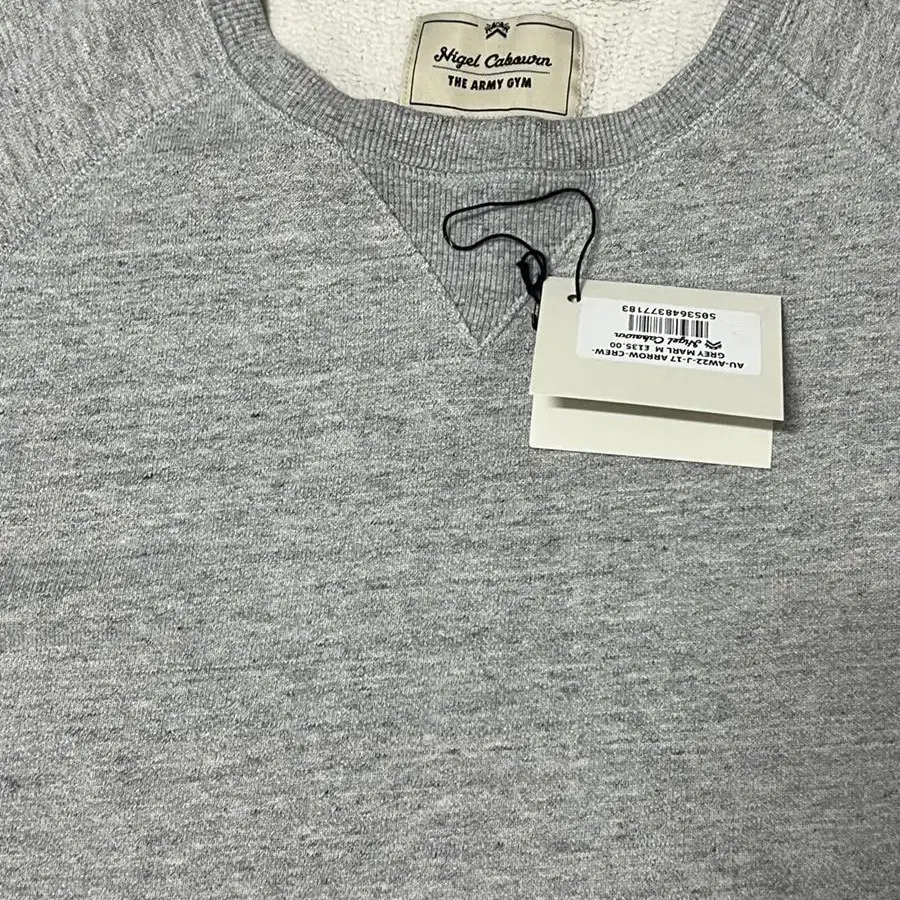 Nigel Cabourn
THE ARMY GYM
AU-AW22-J-17 ARROW-CREW-
GREY MARL M £135.00
Nigel Cabourn
5053648377183